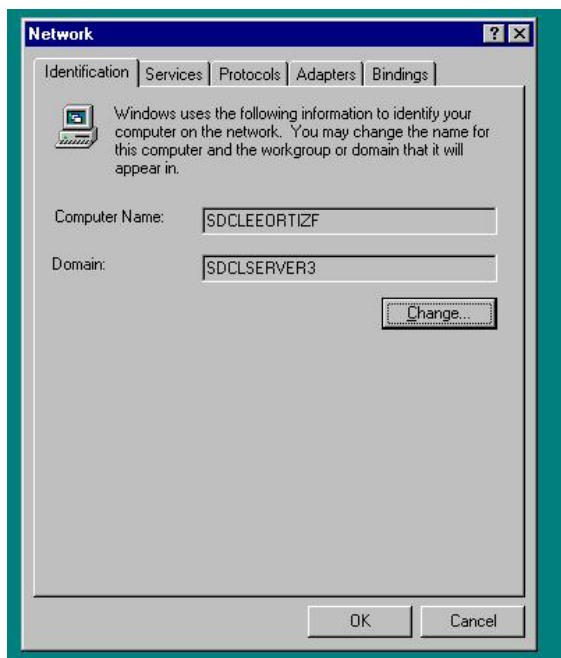 Network
Identification Services Protocols Adapters Bindings
Windows uses the following information to identify your
computer on the network. You may change the name for
this computer and the workgroup or domain that it will
appear in.
Computer Name: SDCLEEORTIZF
Domain: SDCLSERVER3
Change...
OK Cancel